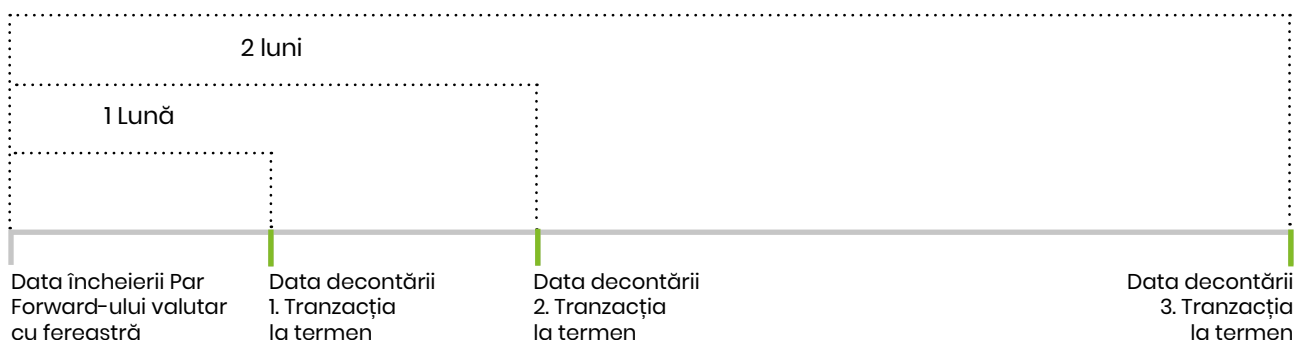 2 luni
1 Lună
Data încheierii Par
Forward-ului valutar
cu fereastră
Data decontării
1. Tranzacția
la termen
Data decontării
2. Tranzacția
la termen
Data decontării
3. Tranzacția
la termen